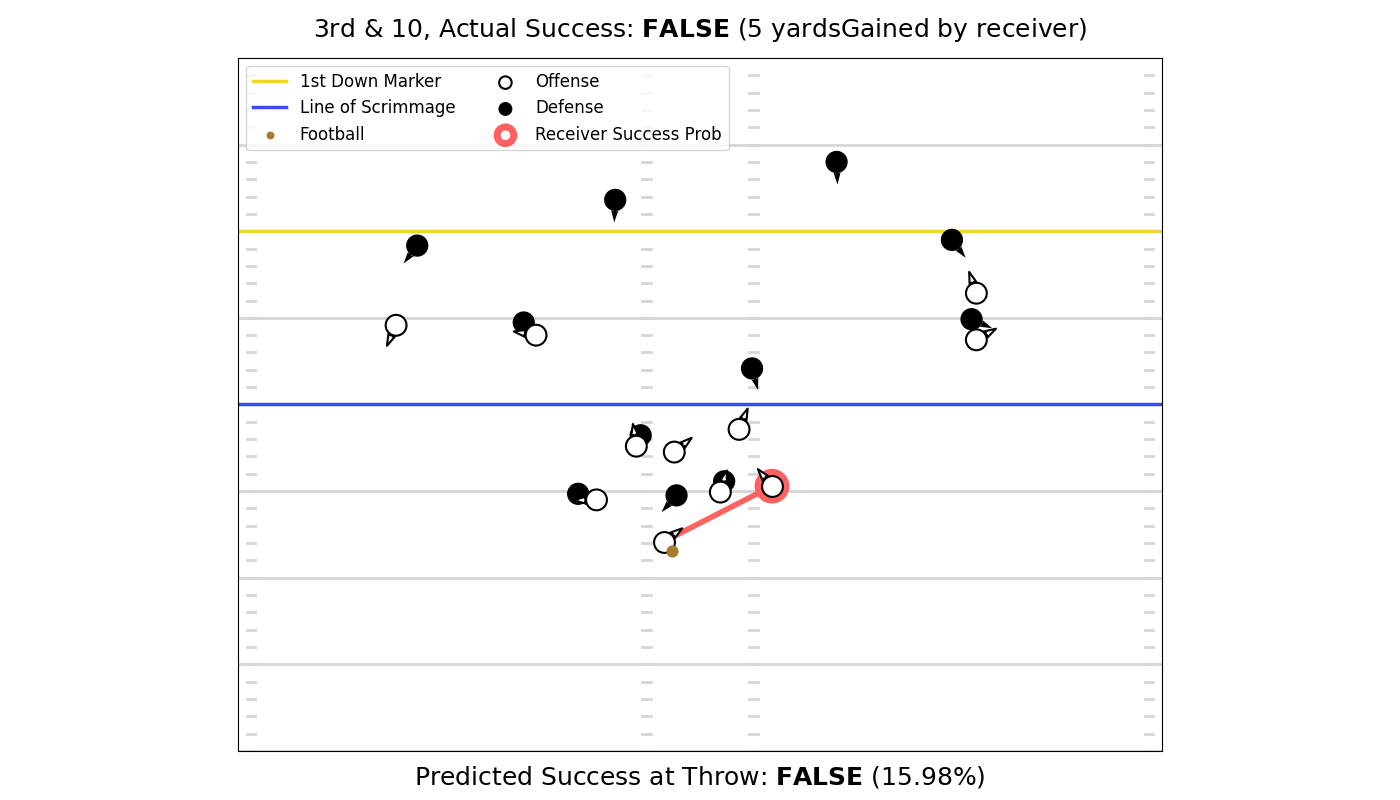 3rd & 10, Actual Success: FALSE (5 yardsGained by receiver)
1st Down Marker
Line of Scrimmage
Football
Offense
Defense
Receiver Success Prob
Predicted Success at Throw: FALSE (15.98%)